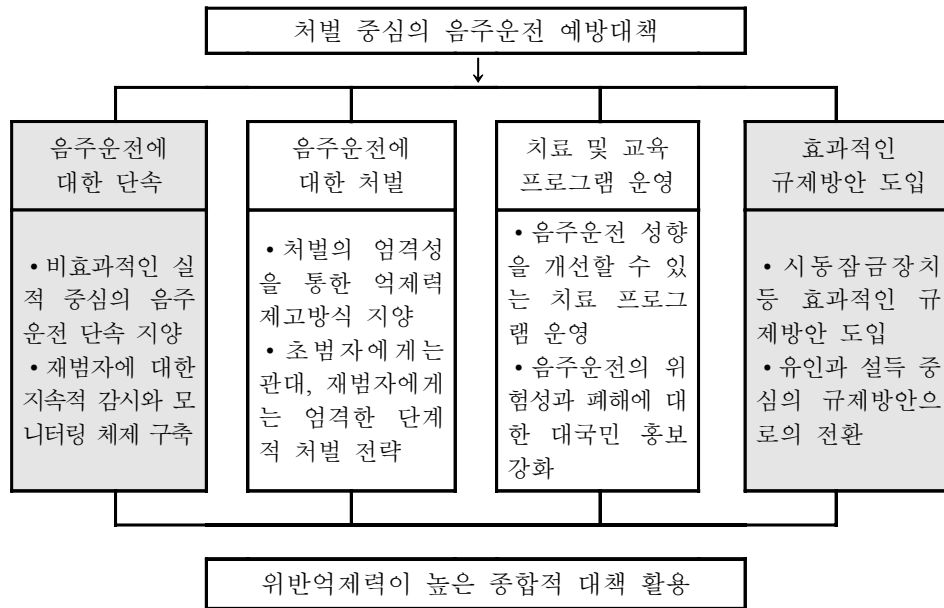 처벌 중심의 음주운전 예방대책
음주운전에
대한 단속
• 비효과적인 실
적 중심의 음주
운전 단속 지양
• 재범자에 대한
지속적 감시와 모
니터링 체제 구축
음주운전에
대한 처벌
• 처벌의 엄격성
을 통한 억제력
제고방식 지양
• 초범자에게는
관대, 재범자에게
는 엄격한 단계
적 처벌 전략
치료 및 교육
프로그램 운영
• 음주운전 성향
을 개선할 수 있
는 치료 프로그
램 운영
• 음주운전의 위
험성과 폐해에 대
한 대국민 홍보
강화
효과적인
규제방안 도입
• 시동잠금장치
등 효과적인 규
제방안 도입
• 유인과 설득 중
심의 규제방안으
로의 전환
위반억제력이 높은 종합적 대책 활용